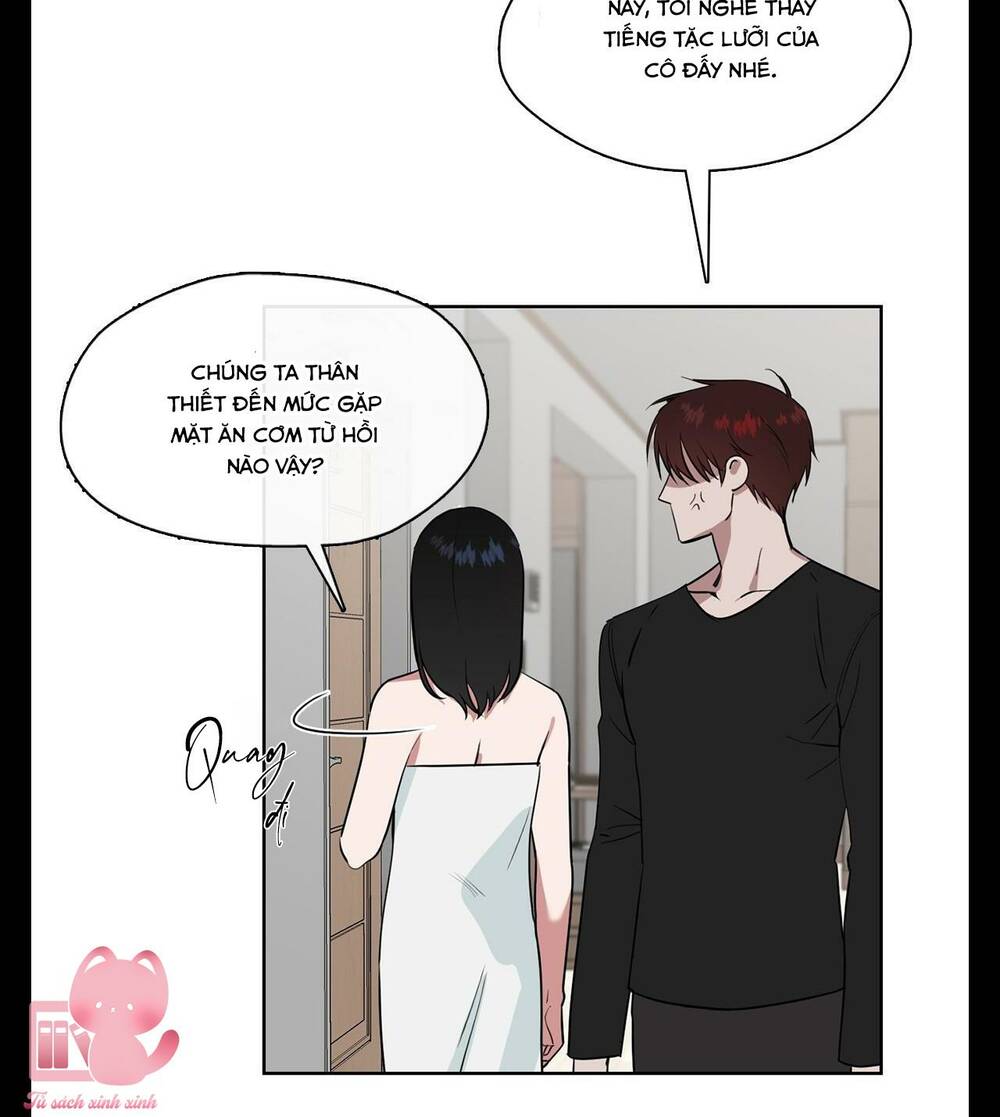 NÀY, TÔI NGHE THẤY
TIẾNG TẶC LƯỠI CỦA
CÔ ĐẤY NHÉ.
CHÚNG TA THÂN
THIẾT ĐẾN MỨC GẶP
MẶT ĂN CƠM TỪ HỒI
NÀO VẬY?
Quay
đi
Tủ sách xinh xinh